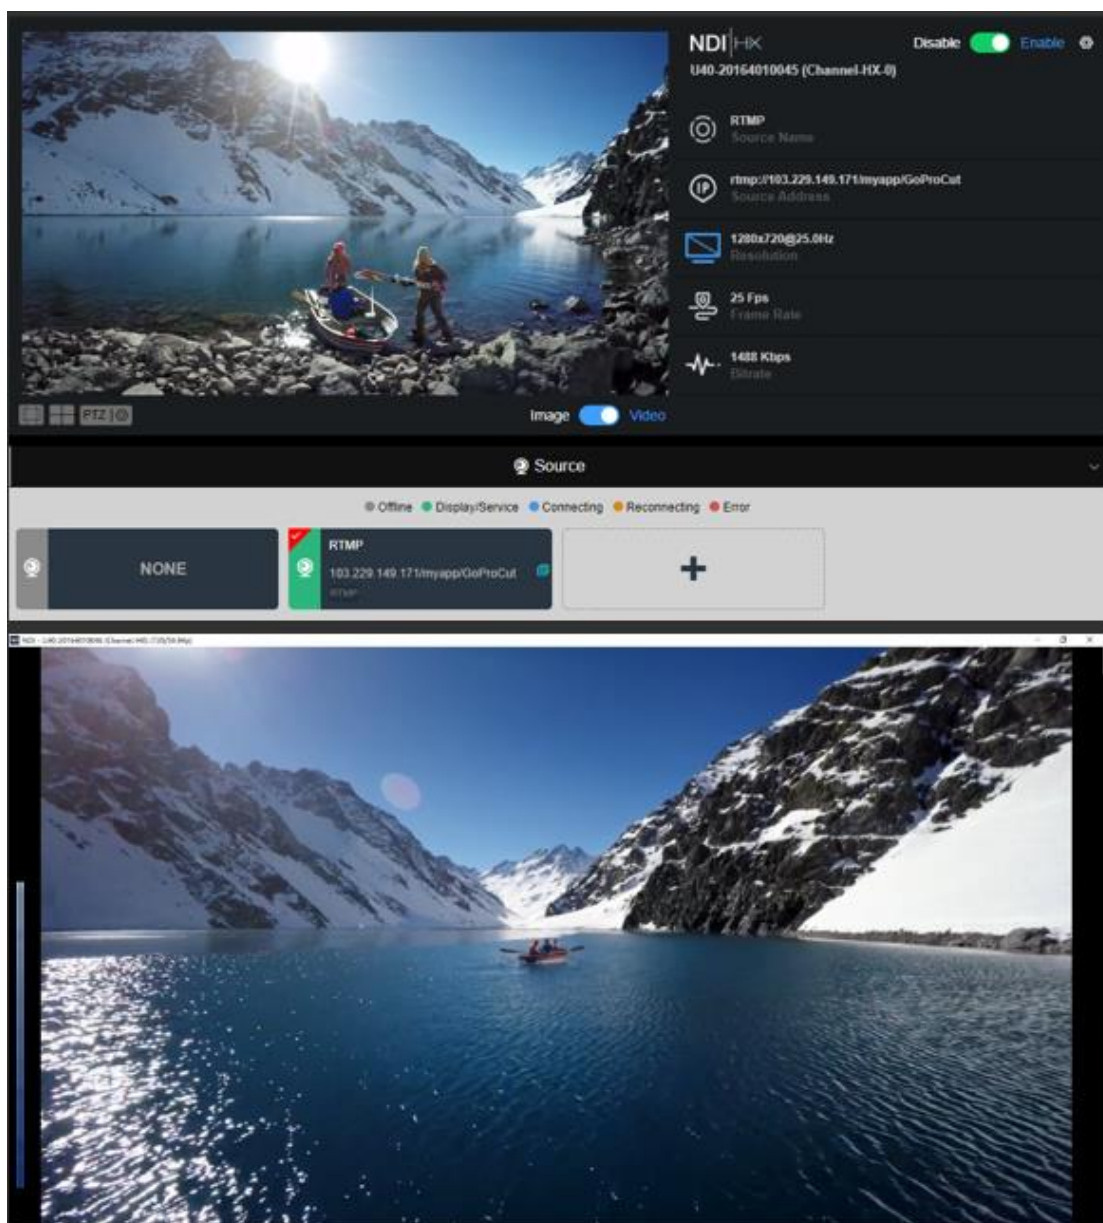 NDI HX
Disable Enable
U40-20164010045 (Channel-HX-0)
RTMP
Source Name
rtmp://103.229.149.171/myapp/GoProCut
Source Address
1280x720@25.0Hz
Resolution
25 Fps
Frame Rate
1488 Kbps
Bitrate
PTZ
Image Video
Source
Offline Display/Service Connecting Reconnecting Error
NONE
RTMP
103.229.149.171/myapp/GoProCut
RTMP